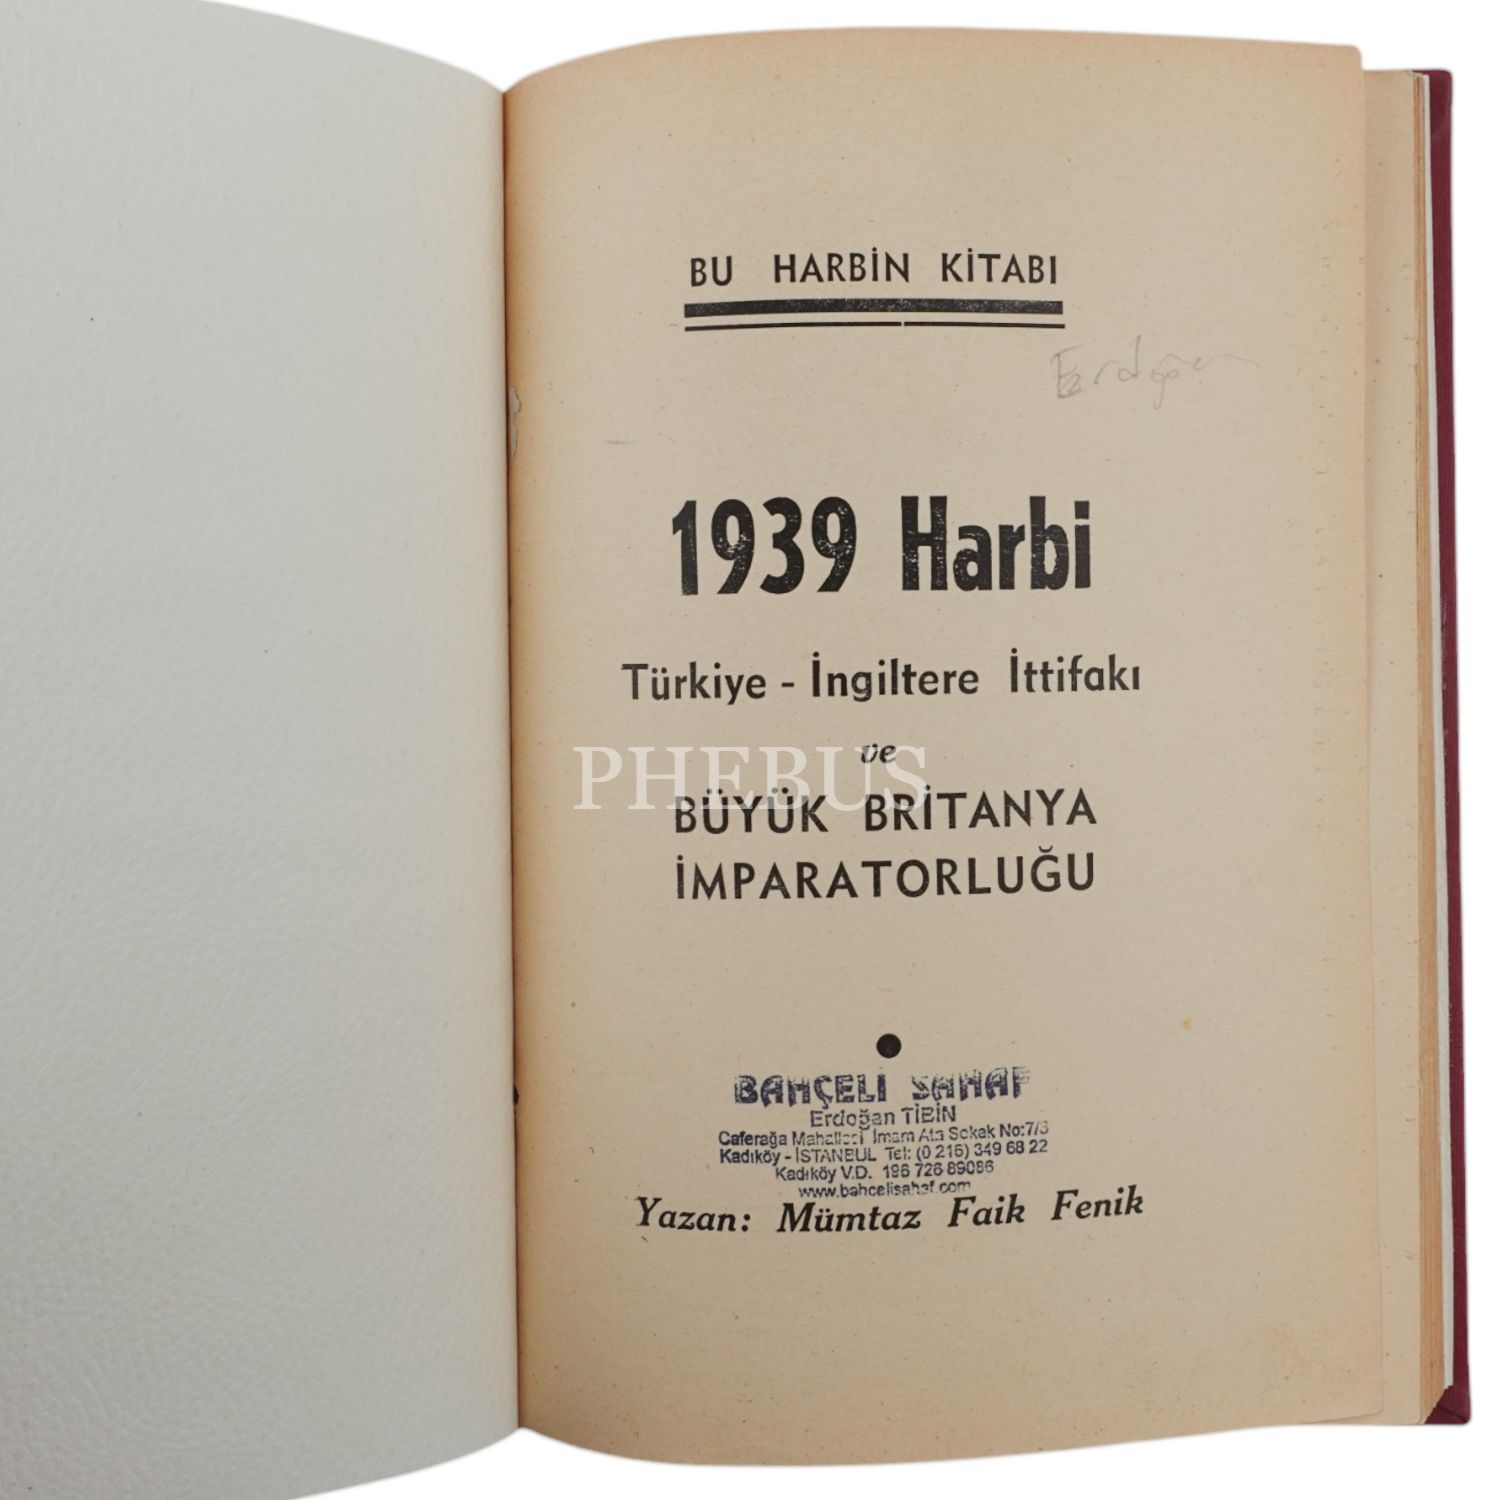 BU HARBİN KİTABI
Erdoğan
1939 Harbi
Türkiye - İngiltere İttifakı
ve
PHEBUS
BÜYÜK BRİTANYA
İMPARATORLUĞU
BAHÇELİ SAHAF
Erdoğan TİBİN
Caferağa Mahallesi İmam Ata Sokak No:7/3
Kadıköy - İSTANBUL Tel: (0 216) 349 68 22
Kadıköy V.D. 196 726 89086
www.bahcelisahaf.com
Yazan: Mümtaz Faik Fenik